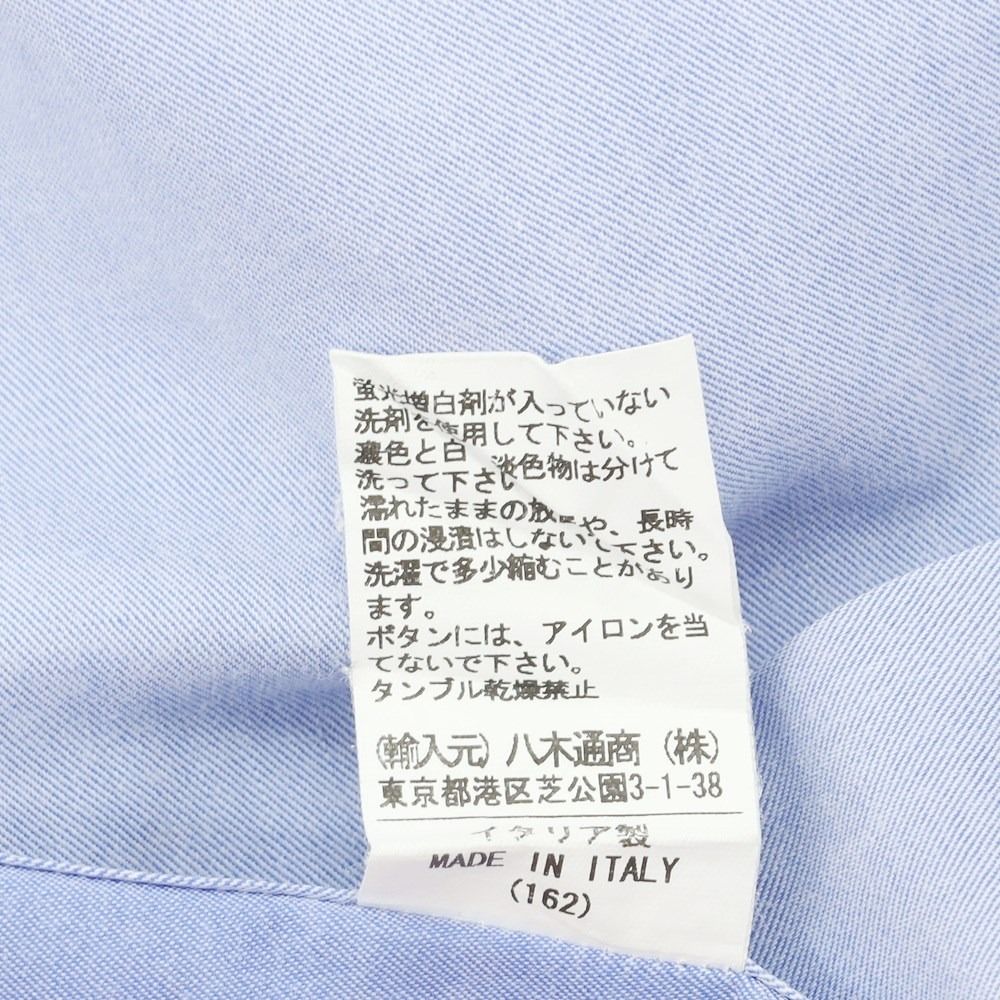 蛍光増白剤が入っていない
洗剤を使用して下さい。
濃色と白 淡色物は分けて
洗って下さい
濡れたままの放置や、長時
間の浸漬はしないで下さい。
洗濯で多少縮むことがあり
ます。
ボタンには、アイロンを当
てないで下さい。
タンブル乾燥禁止
(輸入元) 八木通商 (株)
東京都港区芝公園3-1-38
イタリア製
MADE IN ITALY
(162)